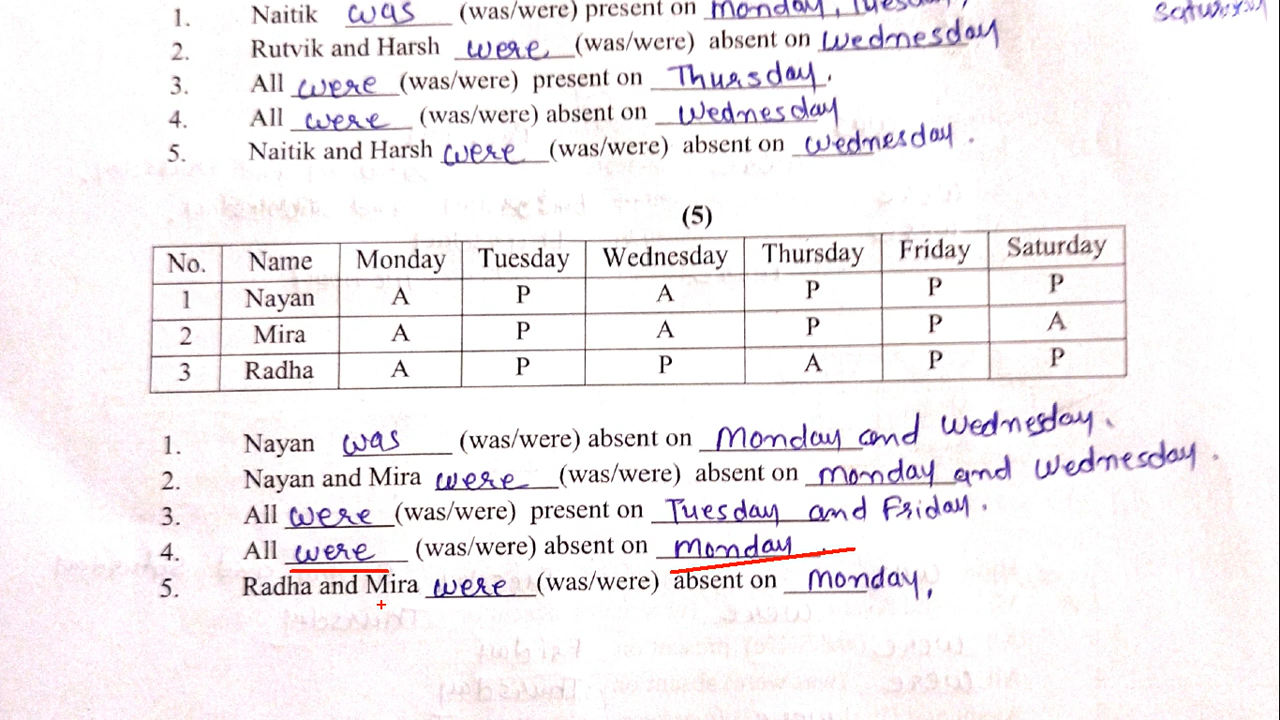 1. Naitik was (was/were) present on Monday, Tuesday,
Saturday
2. Rutvik and Harsh were (was/were) absent on Wednesday
3. All were (was/were) present on Thursday.
4. All were (was/were) absent on Wednesday
5. Naitik and Harsh were (was/were) absent on Wednesday.
(5)
No. Name Monday Tuesday Wednesday Thursday Friday Saturday
1 Nayan A P A P P P
2 Mira A P A P P A
3 Radha A P P A P P
1. Nayan was (was/were) absent on Monday and Wednesday.
2. Nayan and Mira were (was/were) absent on Monday and Wednesday.
3. All were (was/were) present on Tuesday and Friday.
4. All were (was/were) absent on Monday.
5. Radha and Mira were (was/were) absent on Monday,